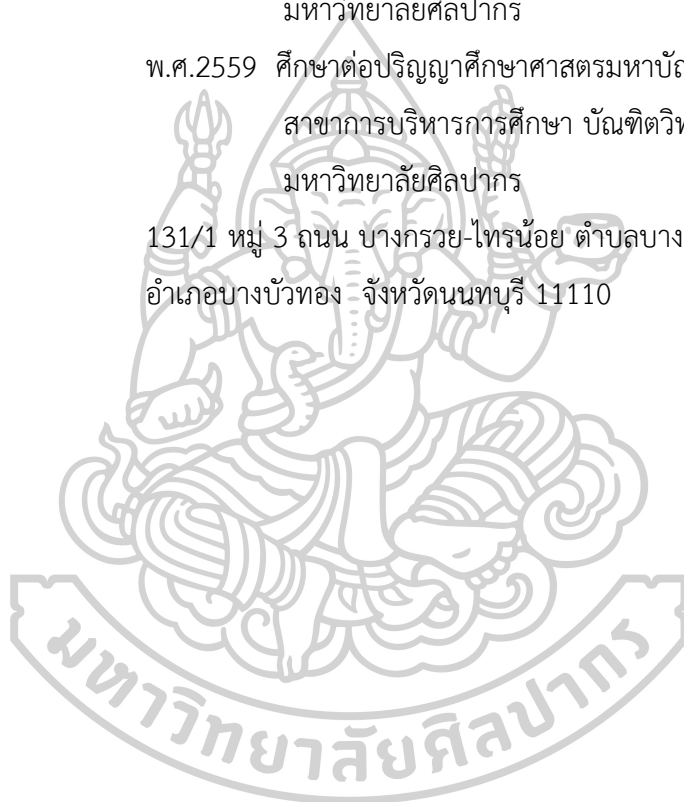 มหาวิทยาลัยศิลปากร
พ.ศ.2559 ศึกษาต่อปริญญาศึกษาศาสตรมหาบัณ
สาขาการบริหารการศึกษา บัณฑิตวิท
มหาวิทยาลัยศิลปากร
131/1 หมู่ 3 ถนน บางกรวย-ไทรน้อย ตำบลบาง
อำเภอบางบัวทอง จังหวัดนนทบุรี 11110
มหาวิทยาลัยศิลปากร